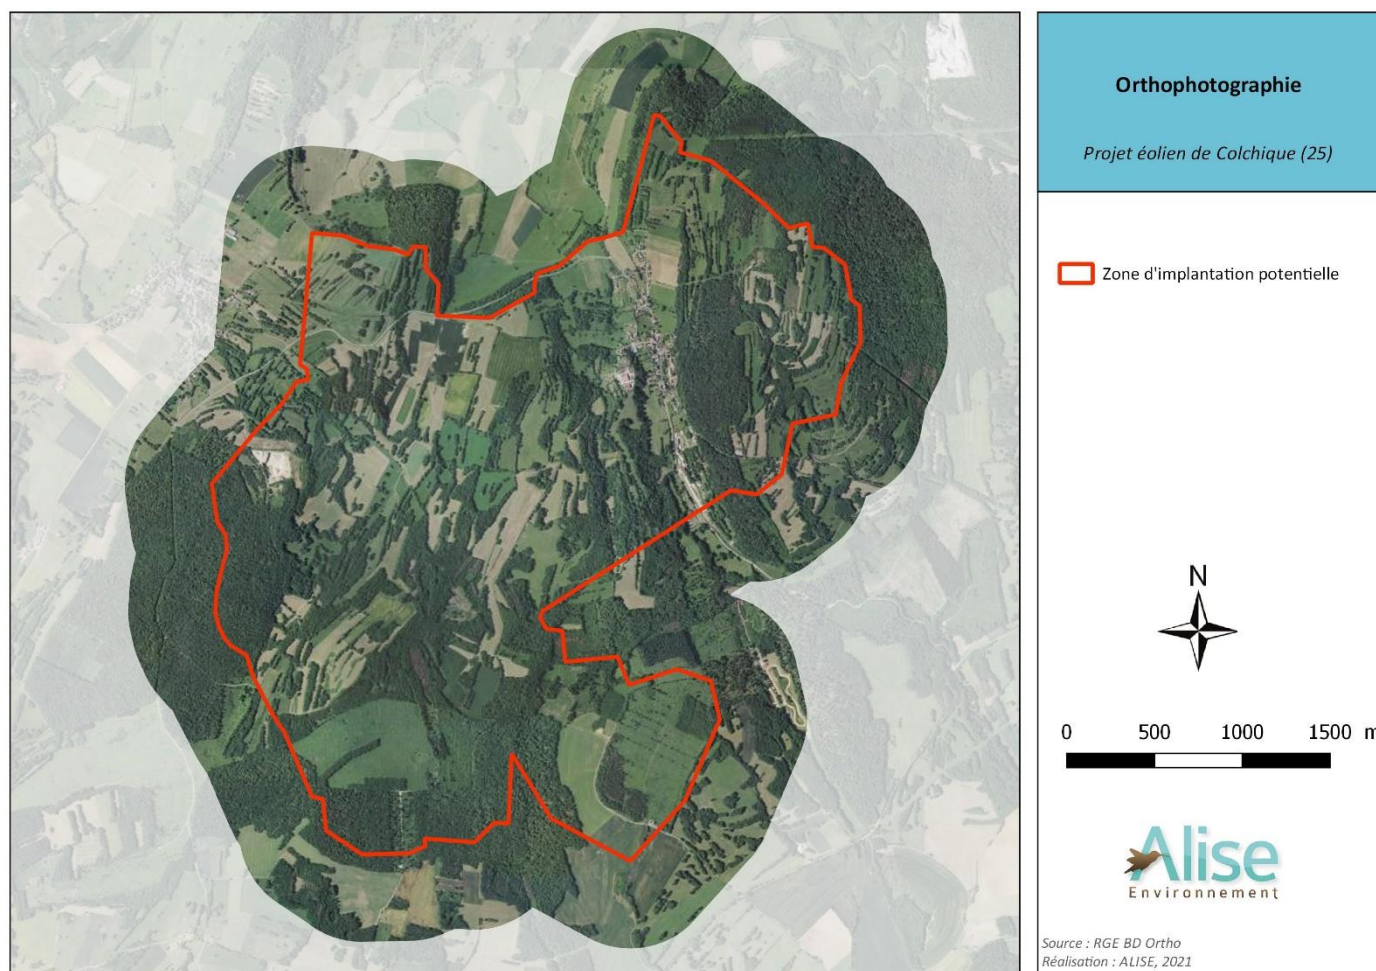 Orthophotographie
Projet éolien de Colchique (25)
Zone d'implantation potentielle
N
0 500 1000 1500 m
Alise
Environnement
Source : RGE BD Ortho
Réalisation : ALISE, 2021